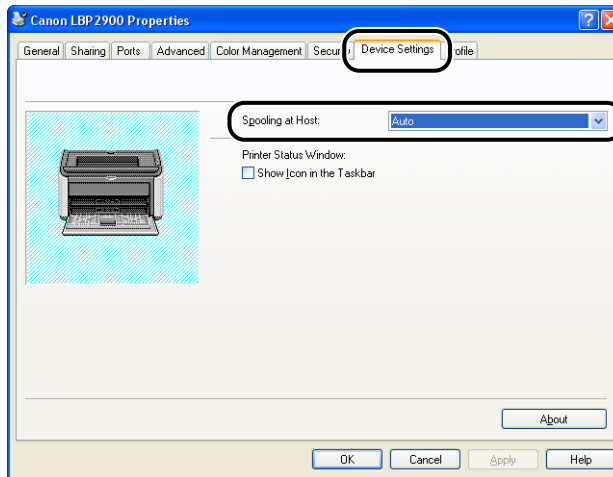 Canon LBP2900 Properties
General Sharing Ports Advanced Color Management Device Settings
Spooling at Host: Auto
Printer Status Window:
Show Icon in the Taskbar
About
OK Cancel Apply Help